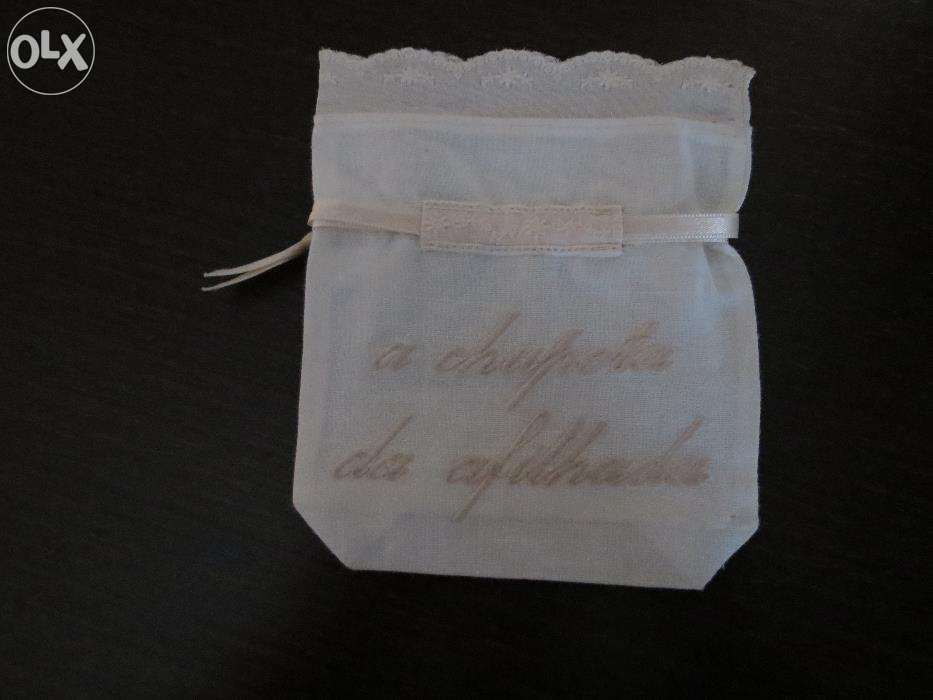 OLX
a chupeta
da afilhada